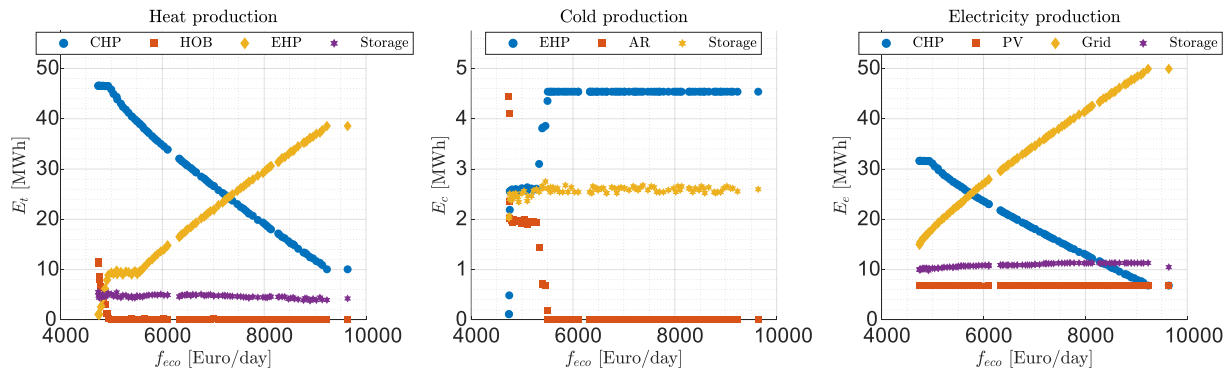 Heat production
CHP HOB EHP Storage
50
40
30
20
10
0
E_t [MWh]
4000 6000 8000 10000
f_eco [Euro/day]
Cold production
EHP AR Storage
5
4
3
2
1
0
E_c [MWh]
4000 6000 8000 10000
f_eco [Euro/day]
Electricity production
CHP PV Grid Storage
50
40
30
20
10
0
E_e [MWh]
4000 6000 8000 10000
f_eco [Euro/day]